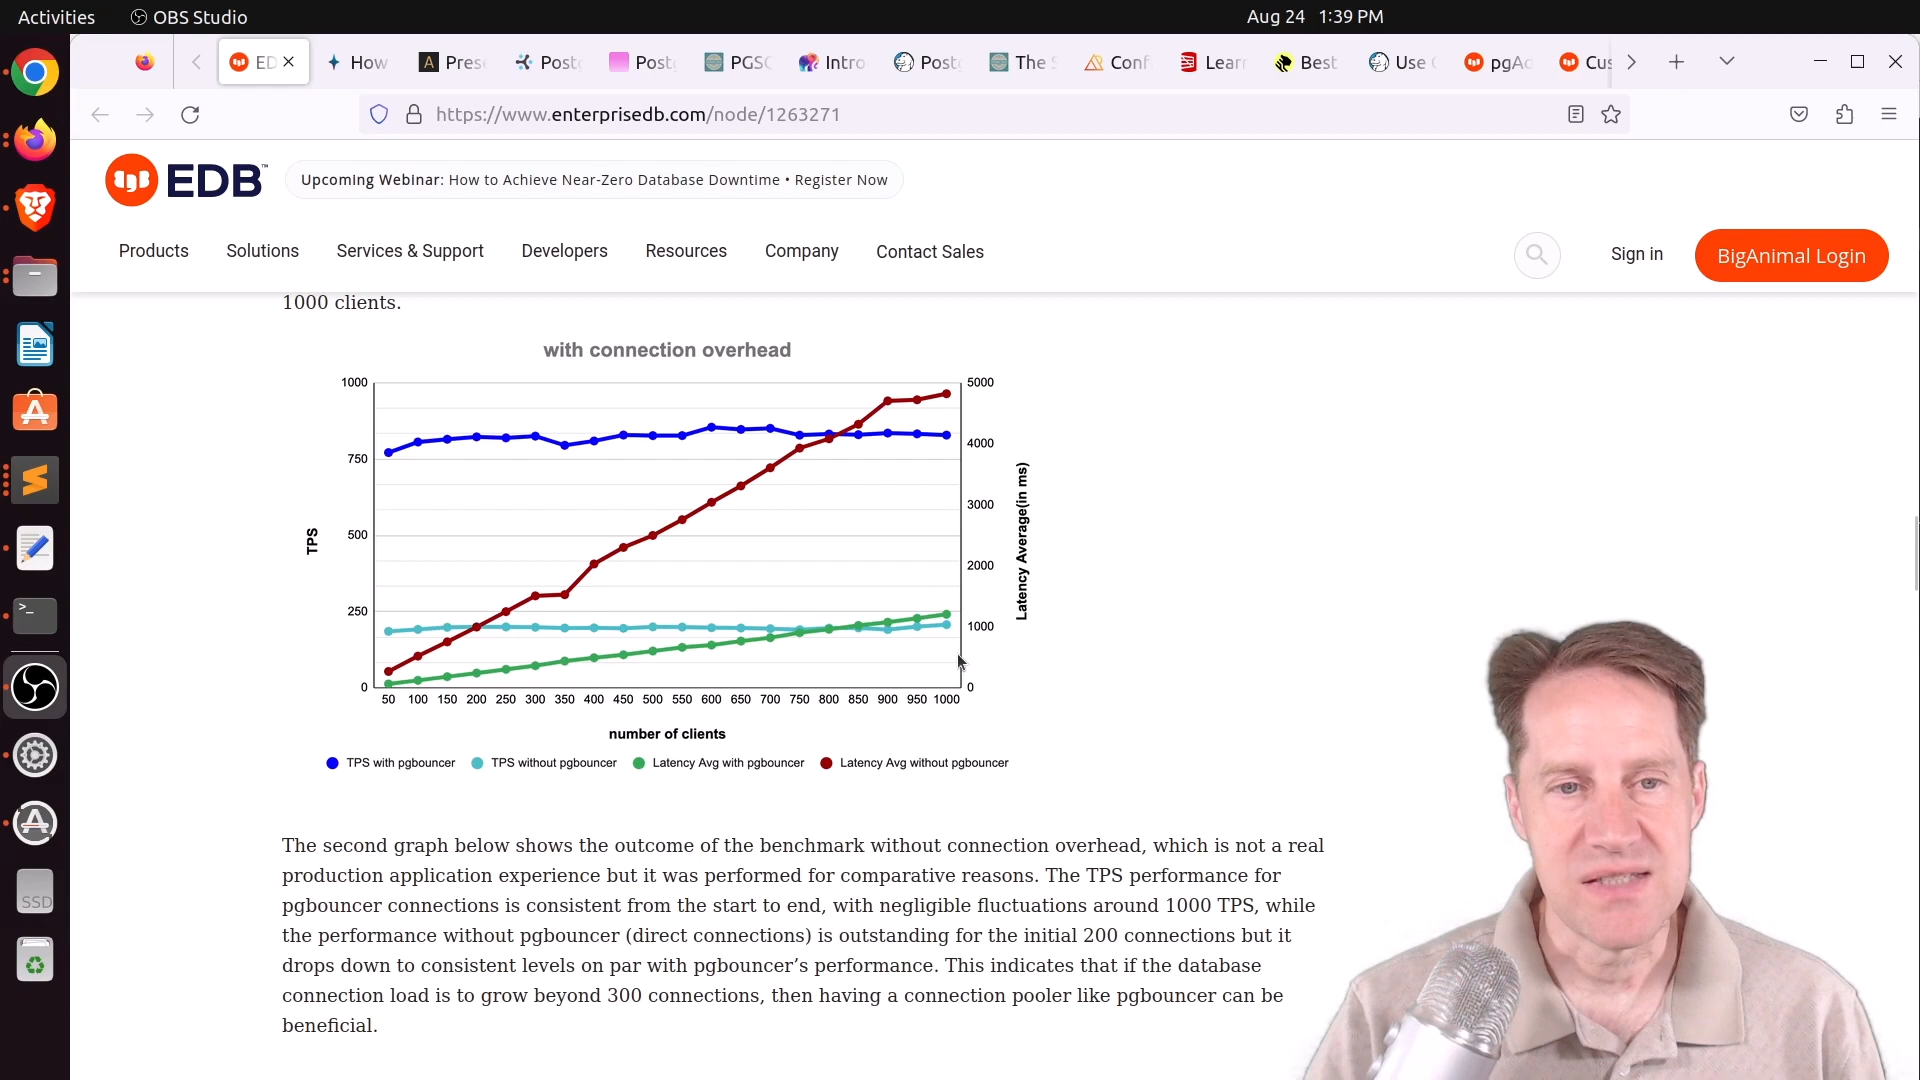 Activities
OBS Studio
Aug 24 1:39 PM
ED
How
Pres
Post
Post
PGSQ
Intro
Post
The S
Conf
Lear
Best
Use
pgAd
Cus
https://www.enterprisedb.com/node/1263271
EDB™
Upcoming Webinar: How to Achieve Near-Zero Database Downtime • Register Now
Products
Solutions
Services & Support
Developers
Resources
Company
Contact Sales
Sign in
BigAnimal Login
1000 clients.
with connection overhead
1000
750
500
250
0
TPS
5000
4000
3000
2000
1000
0
Latency Average(in ms)
50 100 150 200 250 300 350 400 450 500 550 600 650 700 750 800 850 900 950 1000
number of clients
TPS with pgbouncer
TPS without pgbouncer
Latency Avg with pgbouncer
Latency Avg without pgbouncer
The second graph below shows the outcome of the benchmark without connection overhead, which is not a real
production application experience but it was performed for comparative reasons. The TPS performance for
pgbouncer connections is consistent from the start to end, with negligible fluctuations around 1000 TPS, while
the performance without pgbouncer (direct connections) is outstanding for the initial 200 connections but it
drops down to consistent levels on par with pgbouncer’s performance. This indicates that if the database
connection load is to grow beyond 300 connections, then having a connection pooler like pgbouncer can be
beneficial.
SSD